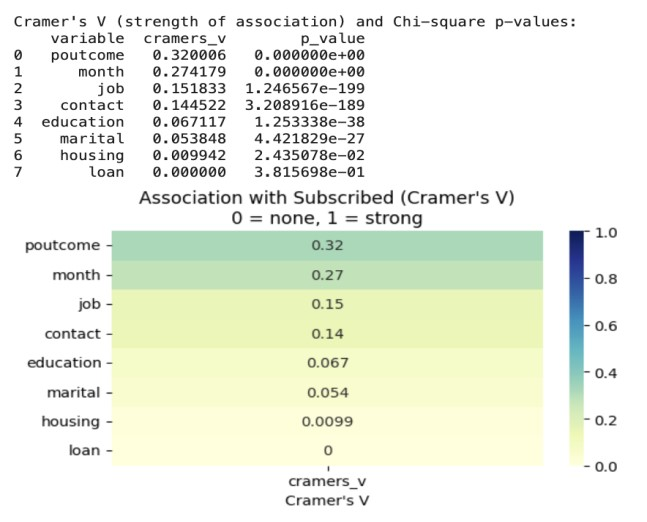 Cramer's V (strength of association) and Chi-square p-values:
variable cramers_v p_value
0 poutcome 0.320006 0.000000e+00
1 month 0.274179 0.000000e+00
2 job 0.151833 1.246567e-199
3 contact 0.144522 3.208916e-189
4 education 0.067117 1.253338e-38
5 marital 0.053848 4.421829e-27
6 housing 0.009942 2.435078e-02
7 loan 0.000000 3.815698e-01
Association with Subscribed (Cramer's V)
0 = none, 1 = strong
poutcome 0.32
month 0.27
job 0.15
contact 0.14
education 0.067
marital 0.054
housing 0.0099
loan 0
cramers_v
Cramer's V
1.0
0.8
0.6
0.4
0.2
0.0